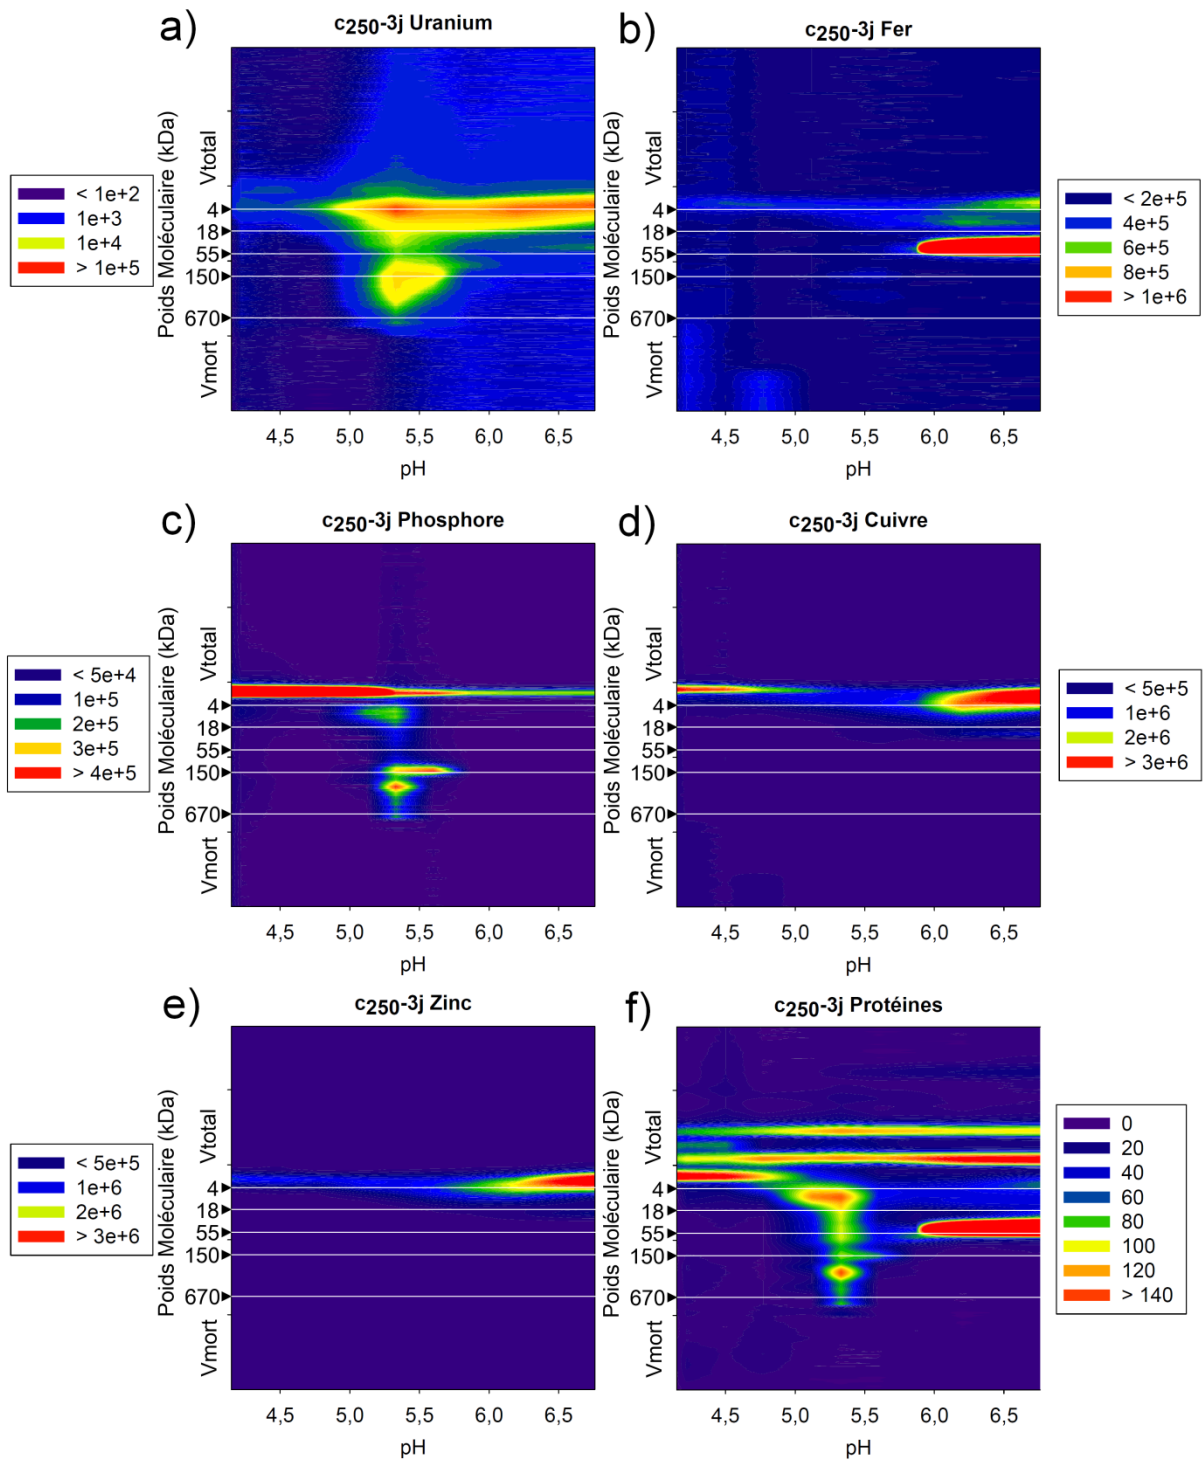 a)
c250-3j Uranium
b)
c250-3j Fer
Poids Moléculaire (kDa)
Vtotal
4
18
55
150
670
Vmort
< 1e+2
1e+3
1e+4
> 1e+5
4,5 5,0 5,5 6,0 6,5
pH
Poids Moléculaire (kDa)
Vtotal
4
18
55
150
670
Vmort
< 2e+5
4e+5
6e+5
8e+5
> 1e+6
4,5 5,0 5,5 6,0 6,5
pH
c)
c250-3j Phosphore
d)
c250-3j Cuivre
Poids Moléculaire (kDa)
Vtotal
4
18
55
150
670
Vmort
< 5e+4
1e+5
2e+5
3e+5
> 4e+5
4,5 5,0 5,5 6,0 6,5
pH
Poids Moléculaire (kDa)
Vtotal
4
18
55
150
670
Vmort
< 5e+5
1e+6
2e+6
> 3e+6
4,5 5,0 5,5 6,0 6,5
pH
e)
c250-3j Zinc
f)
c250-3j Protéines
Poids Moléculaire (kDa)
Vtotal
4
18
55
150
670
Vmort
< 5e+5
1e+6
2e+6
> 3e+6
4,5 5,0 5,5 6,0 6,5
pH
Poids Moléculaire (kDa)
Vtotal
4
18
55
150
670
Vmort
0
20
40
60
80
100
120
> 140
4,5 5,0 5,5 6,0 6,5
pH